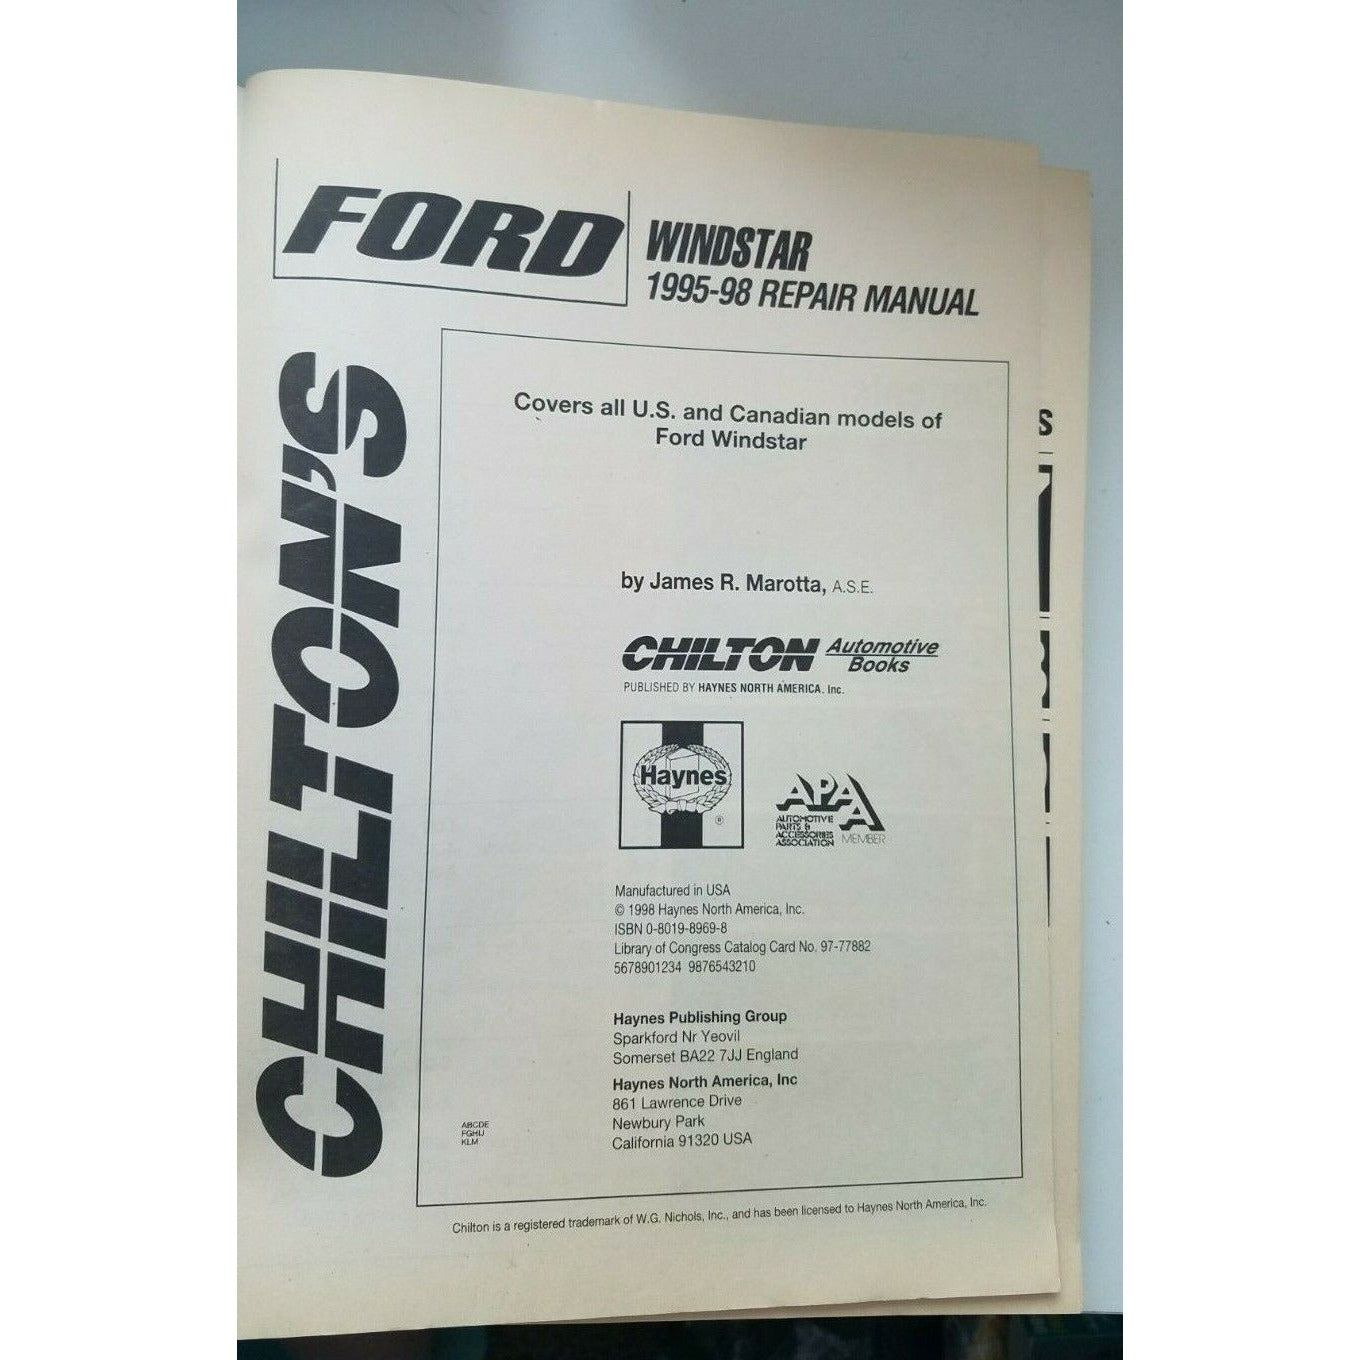 FORD
WINDSTAR
1995-98 REPAIR MANUAL
CHILTON'S
Covers all U.S. and Canadian models of
Ford Windstar
by James R. Marotta, A.S.E.
CHILTON Automotive
Books
PUBLISHED BY HAYNES NORTH AMERICA. Inc.
Haynes
®
APAA
AUTOMOTIVE
PARTS &
ACCESSORIES
ASSOCIATION MEMBER
Manufactured in USA
© 1998 Haynes North America, Inc.
ISBN 0-8019-8969-8
Library of Congress Catalog Card No. 97-77882
5678901234 9876543210
Haynes Publishing Group
Sparkford Nr Yeovil
Somerset BA22 7JJ England
Haynes North America, Inc
861 Lawrence Drive
Newbury Park
California 91320 USA
ABCDE
FGHIJ
KLM
Chilton is a registered trademark of W.G. Nichols, Inc., and has been licensed to Haynes North America, Inc.
S